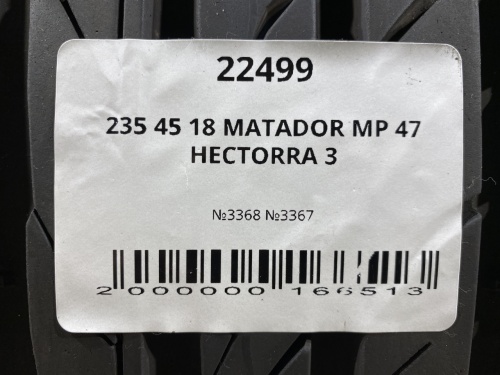 22499
235 45 18 MATADOR MP 47
HECTORRA 3
№3368 №3367
2 000000 166513